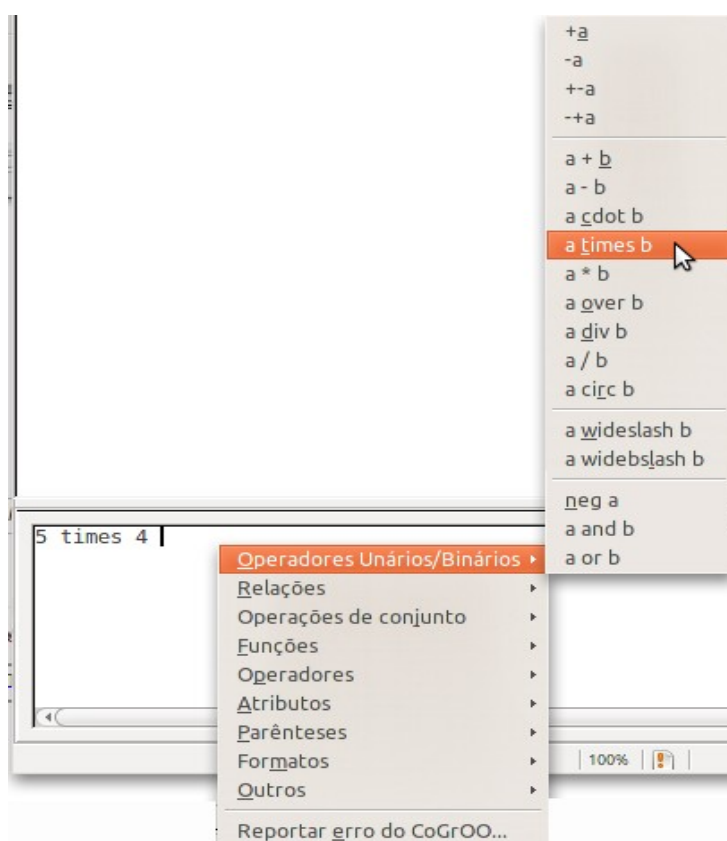 +a
-a
+-a
-+a
a + b
a - b
a cdot b
a times b
a * b
a over b
a div b
a / b
a circ b
a wideslash b
a widebslash b
neg a
a and b
a or b
5 times 4
Operadores Unários/Binários
Relações
Operações de conjunto
Funções
Operadores
Atributos
Parênteses
Formatos
Outros
Reportar erro do CoGrOO...
100%